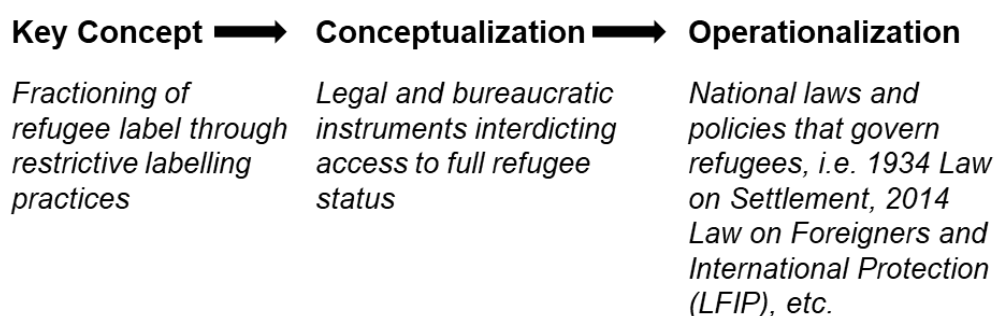 Key Concept
Conceptualization
Operationalization
Fractioning of
refugee label through
restrictive labelling
practices
Legal and bureaucratic
instruments interdicting
access to full refugee
status
National laws and
policies that govern
refugees, i.e. 1934 Law
on Settlement, 2014
Law on Foreigners and
International Protection
(LFIP), etc.